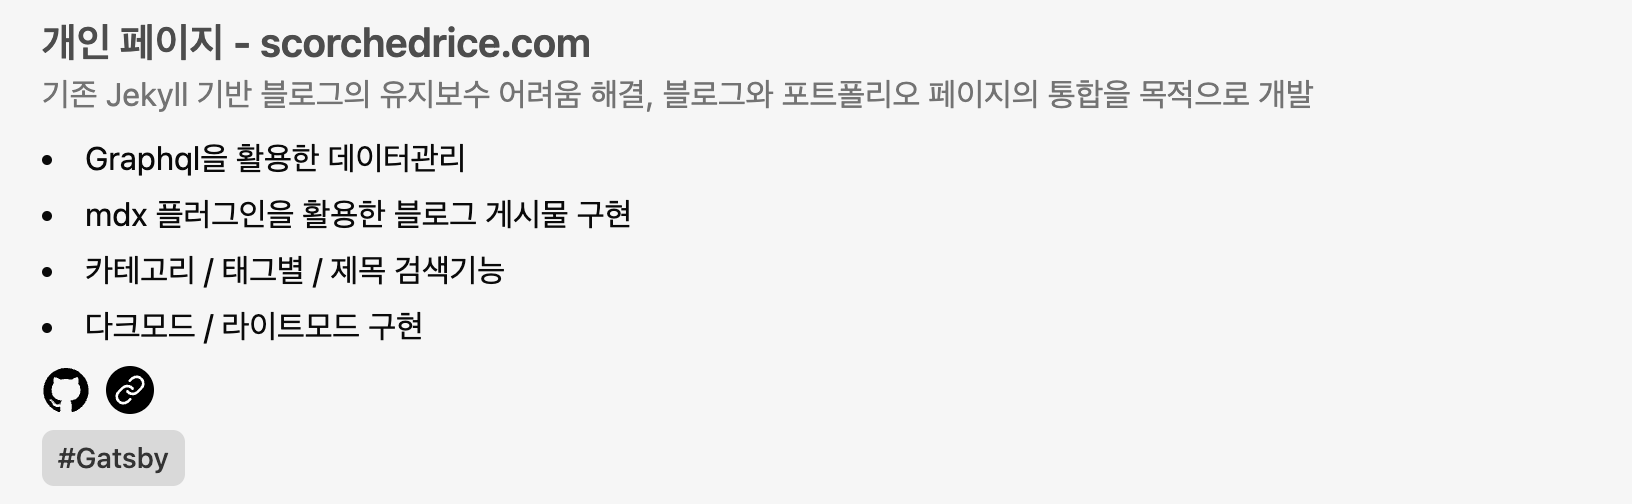 개인 페이지 - scorchedrice.com
기존 Jekyll 기반 블로그의 유지보수 어려움 해결, 블로그와 포트폴리오 페이지의 통합을 목적으로 개발
• Graphql을 활용한 데이터관리
• mdx 플러그인을 활용한 블로그 게시물 구현
• 카테고리 / 태그별 / 제목 검색기능
• 다크모드 / 라이트모드 구현
#Gatsby